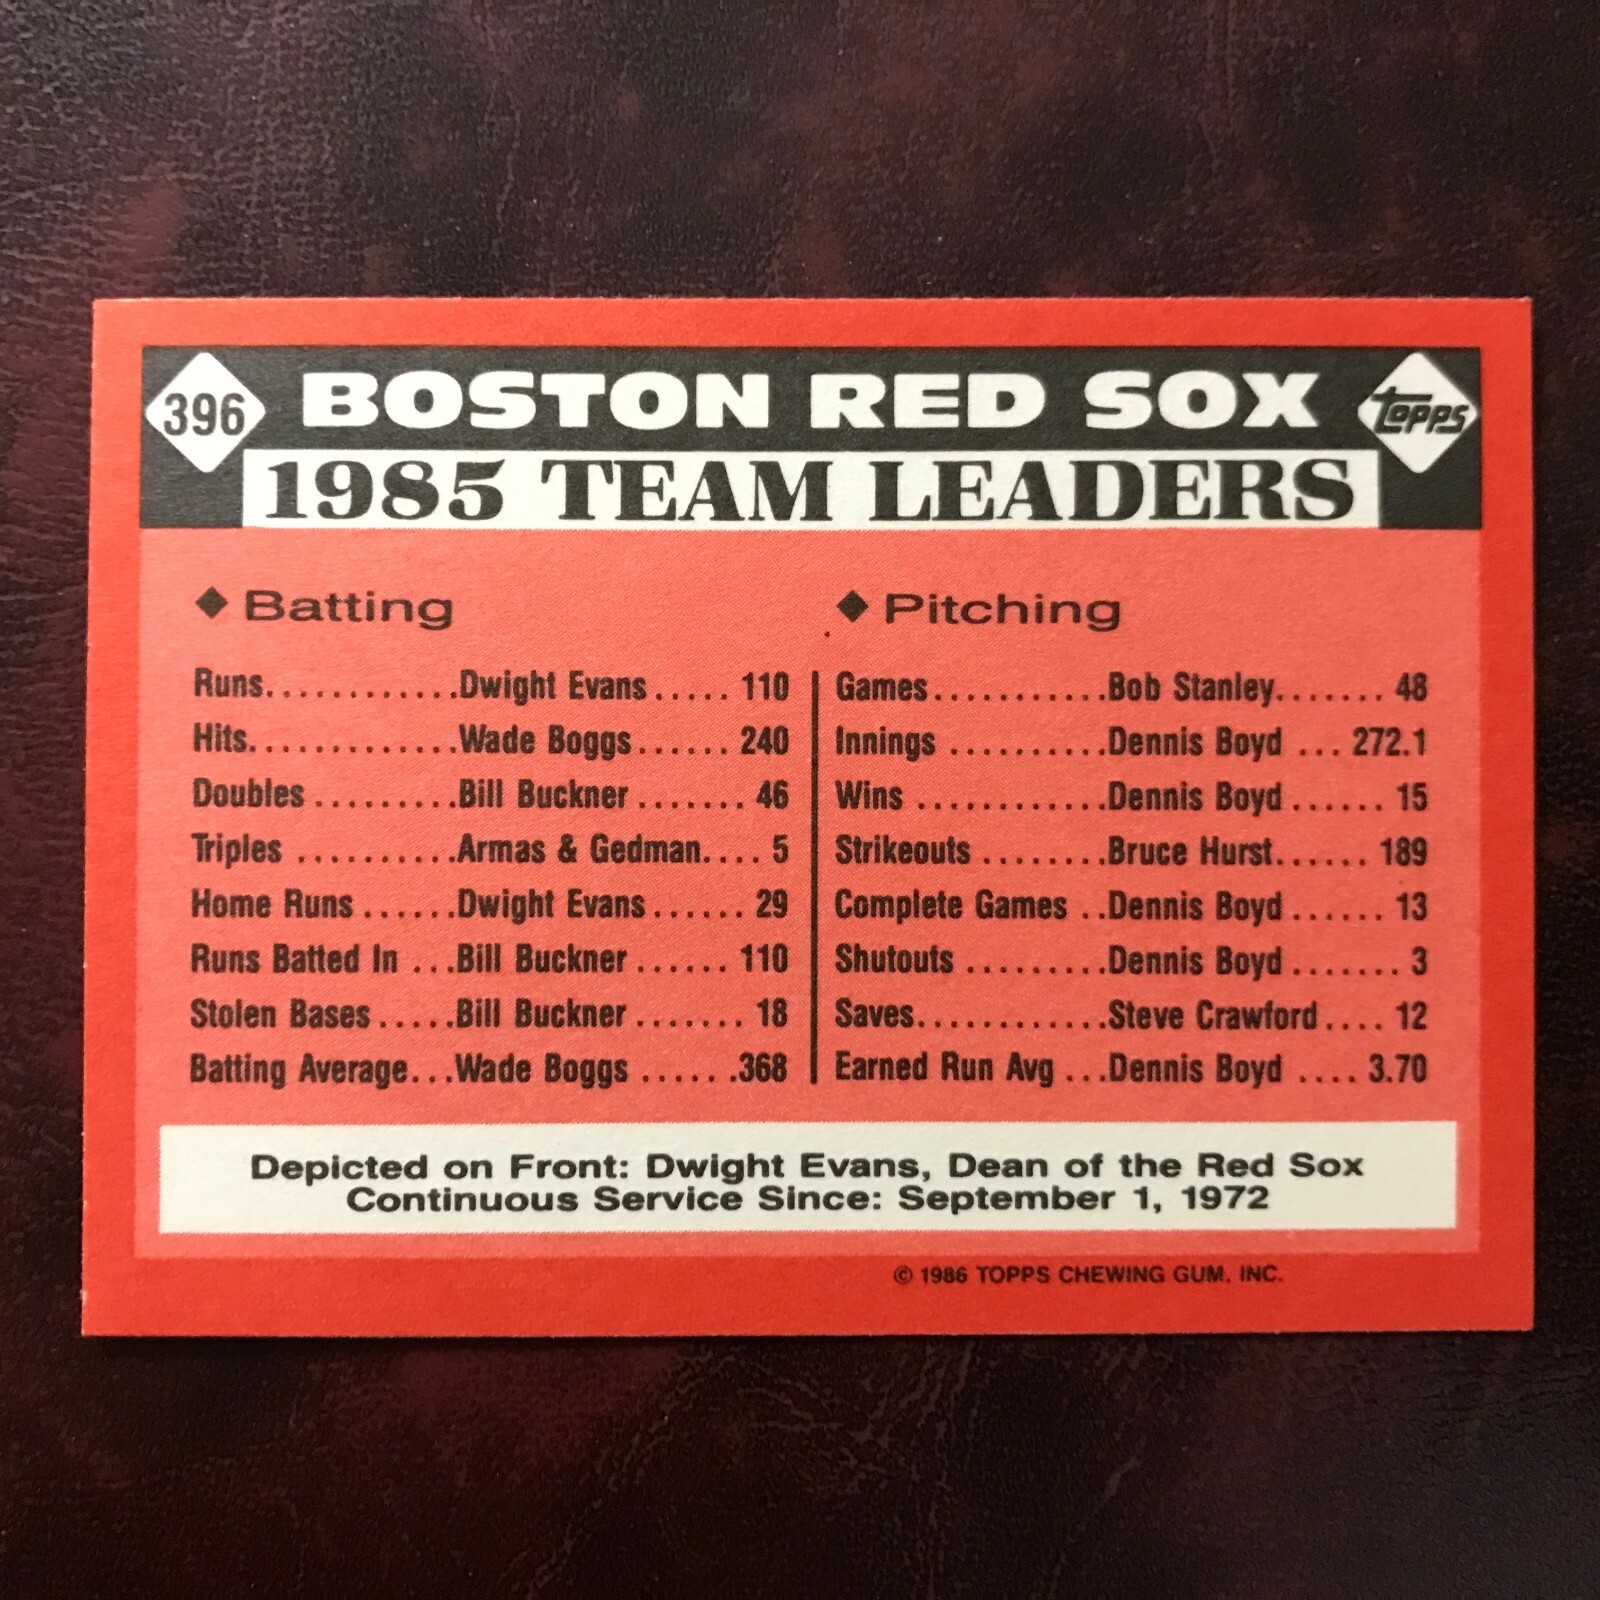 396
BOSTON RED SOX
TOPPS
1985 TEAM LEADERS
◆ Batting
Runs.............Dwight Evans..... 110
Hits..............Wade Boggs...... 240
Doubles..........Bill Buckner....... 46
Triples ..........Armas & Gedman.... 5
Home Runs ......Dwight Evans...... 29
Runs Batted In ...Bill Buckner...... 110
Stolen Bases.....Bill Buckner....... 18
Batting Average...Wade Boggs .......368
◆ Pitching
Games...........Bob Stanley....... 48
Innings ..........Dennis Boyd ... 272.1
Wins ............Dennis Boyd...... 15
Strikeouts ........Bruce Hurst...... 189
Complete Games ..Dennis Boyd...... 13
Shutouts .........Dennis Boyd....... 3
Saves............Steve Crawford.... 12
Earned Run Avg ...Dennis Boyd .... 3.70
Depicted on Front: Dwight Evans, Dean of the Red Sox
Continuous Service Since: September 1, 1972
© 1986 TOPPS CHEWING GUM. INC.